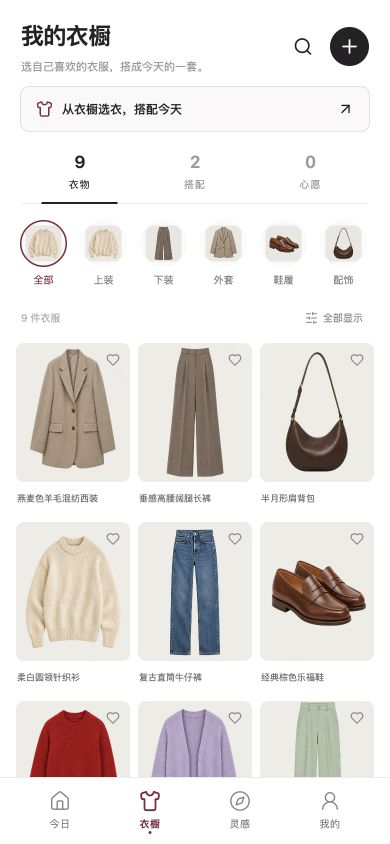 我的衣橱
选自己喜欢的衣服，搭成今天的一套。
从衣橱选衣，搭配今天
9
2
0
衣物
搭配
心愿
全部
上装
下装
外套
鞋履
配饰
9 件衣服
全部显示
燕麦色羊毛混纺西装
垂感高腰阔腿长裤
半月形肩背包
柔白圆领针织衫
复古直筒牛仔裤
经典棕色乐福鞋
今日
衣橱
灵感
我的